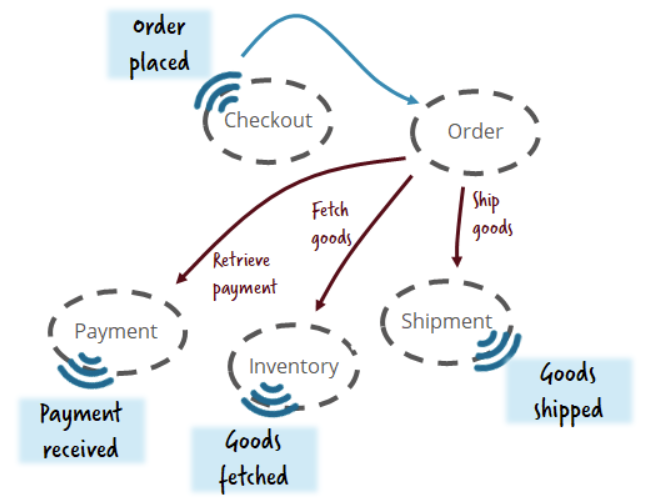 Order
placed
Checkout
Order
Fetch
goods
Ship
goods
Retrieve
payment
Payment
Inventory
Shipment
Payment
received
Goods
fetched
Goods
shipped